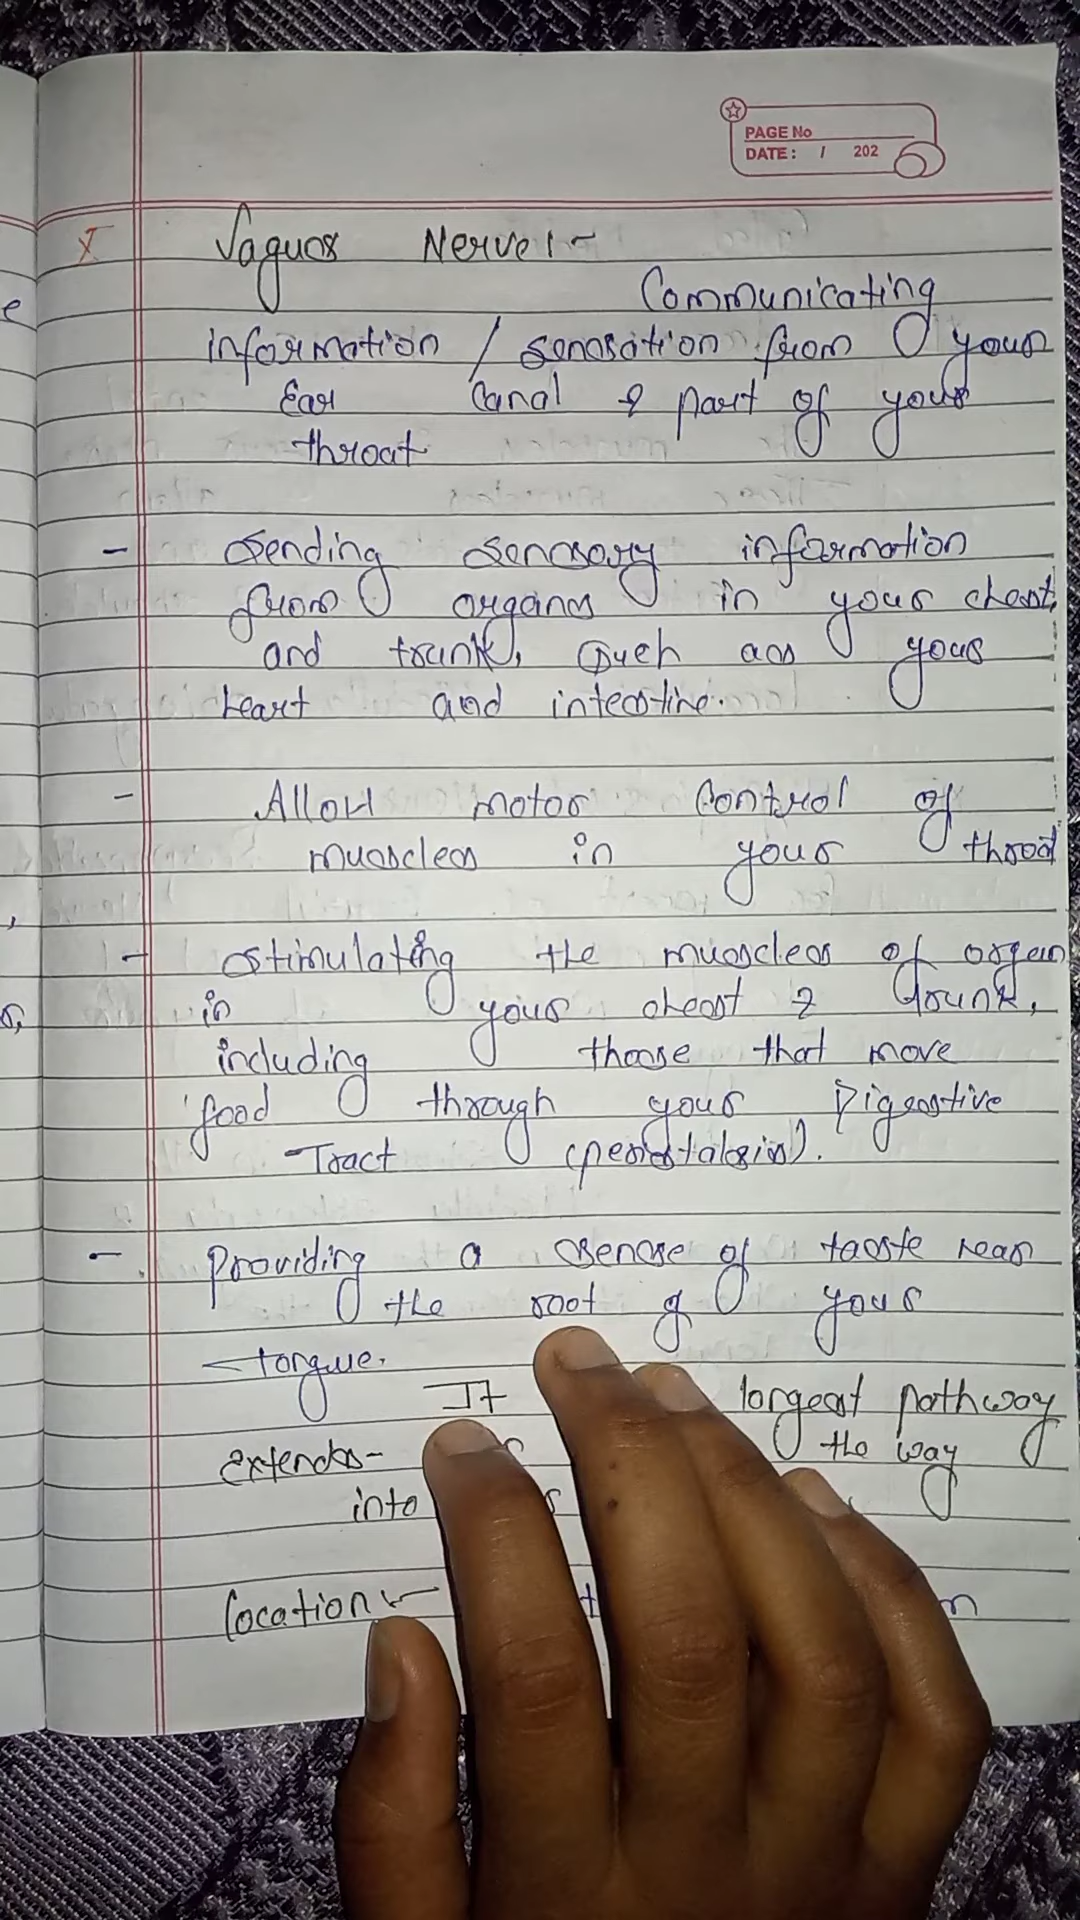 PAGE No
DATE: / 202
X Vagus Nerve :-
Communicating
information / sensation from your
Ear Canal & part of your
throat
- Sending sensory information
from organs in your chest
and trunk, such as your
heart and intestine.
- Allow motor control of
muscles in your throat
- stimulating the muscles of organ
in your chest & trunk,
including those that move
food through your Digestive
Tract (peristalsis).
- Providing a sense of taste near
the root of your
tongue.
It largest pathway
extends- the way
into
Location